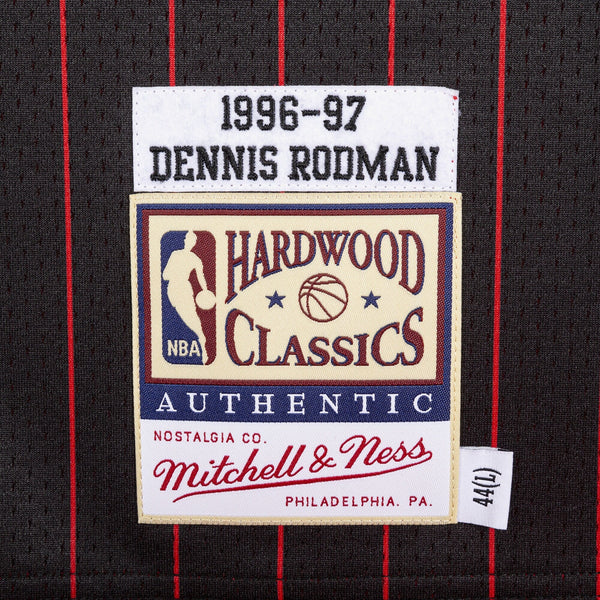 1996-97
DENNIS RODMAN
HARDWOOD
CLASSICS
NBA
AUTHENTIC
NOSTALGIA CO.
Mitchell & Ness
PHILADELPHIA. PA.
44(L)